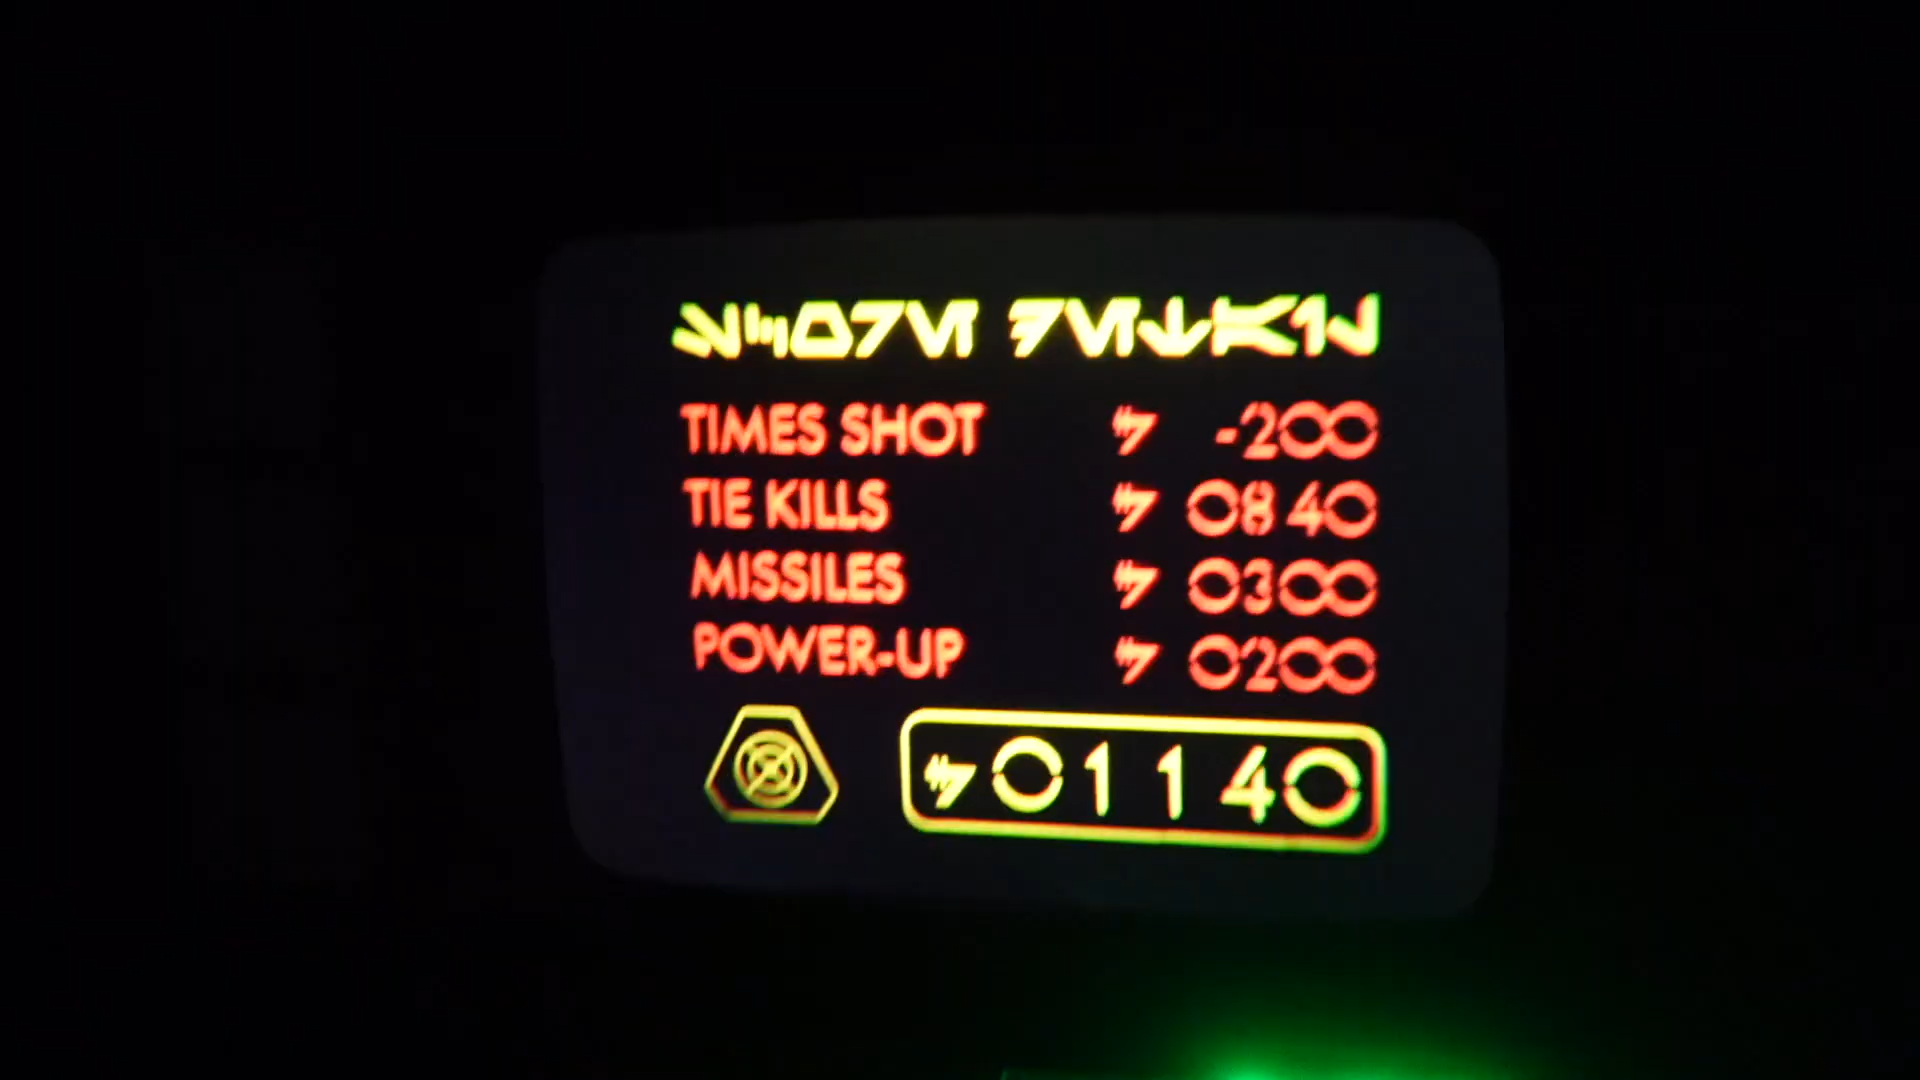 TIMES SHOT -200
TIE KILLS 0840
MISSILES 0300
POWER-UP 0200
01140